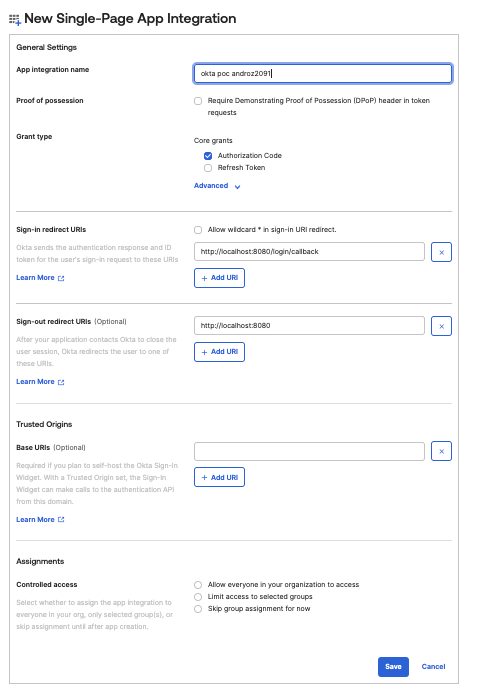 New Single-Page App Integration
General Settings
App integration name
okta poc androz2091
Proof of possession
Require Demonstrating Proof of Possession (DPoP) header in token
requests
Grant type
Core grants
Authorization Code
Refresh Token
Advanced
Sign-in redirect URIs
Okta sends the authentication response and ID
token for the user's sign-in request to these URIs
Learn More
Allow wildcard * in sign-in URI redirect.
http://localhost:8080/login/callback
×
+ Add URI
Sign-out redirect URIs (Optional)
After your application contacts Okta to close the
user session, Okta redirects the user to one of
these URIs.
Learn More
http://localhost:8080
×
+ Add URI
Trusted Origins
Base URIs (Optional)
Required if you plan to self-host the Okta Sign-In
Widget. With a Trusted Origin set, the Sign-In
Widget can make calls to the authentication API
from this domain.
Learn More
×
+ Add URI
Assignments
Controlled access
Select whether to assign the app integration to
everyone in your org, only selected group(s), or
skip assignment until after app creation.
Allow everyone in your organization to access
Limit access to selected groups
Skip group assignment for now
Save
Cancel